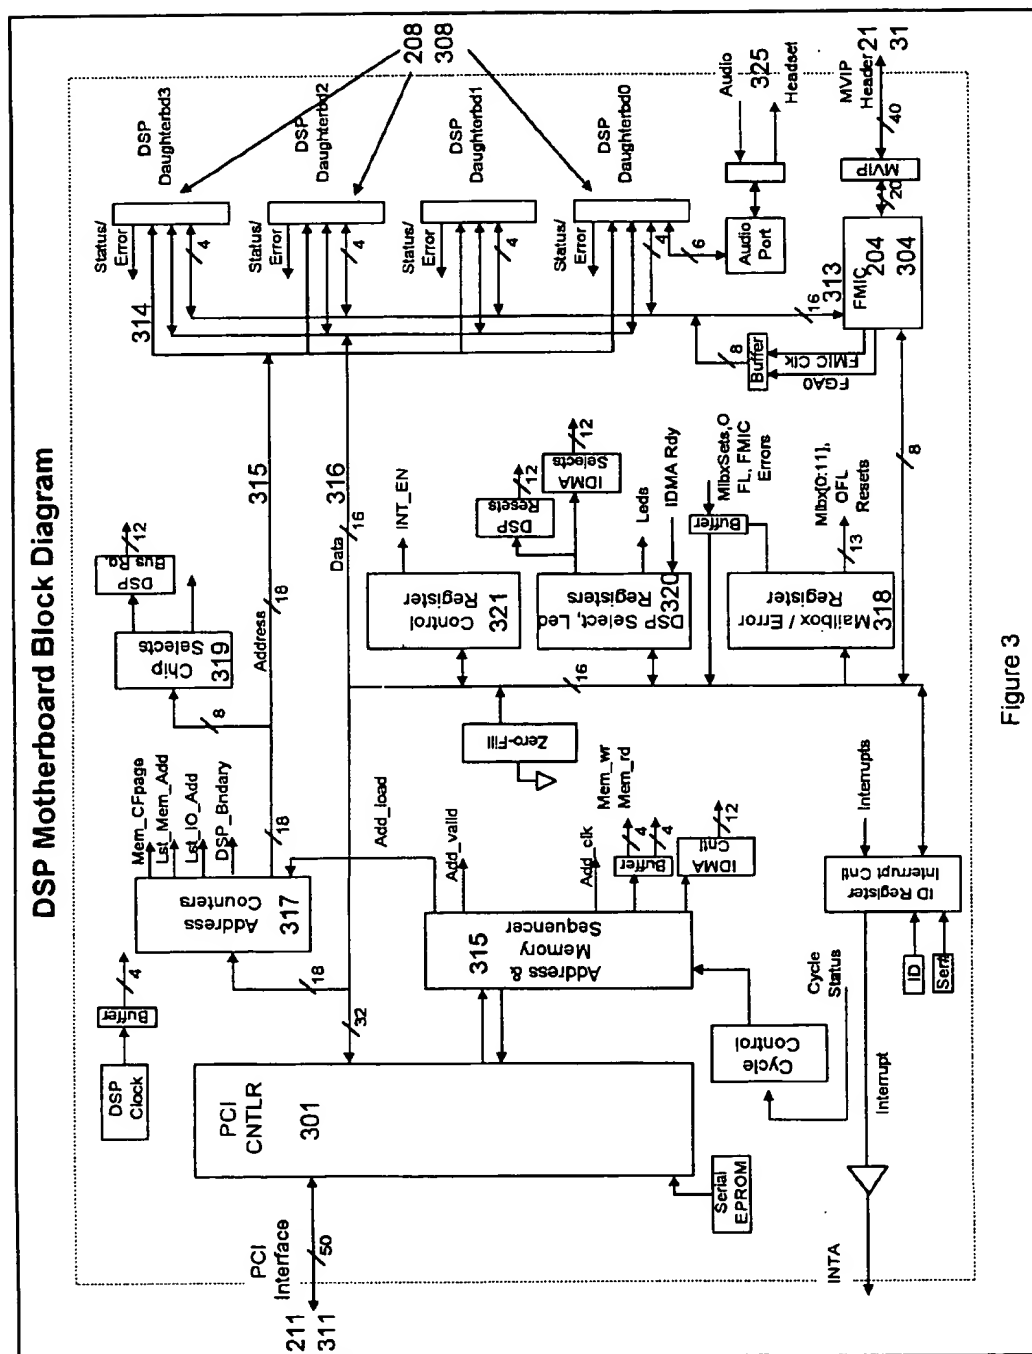 DSP Motherboard Block Diagram
208
308
DSP
Daughterbd3
DSP
Daughterbd2
DSP
Daughterbd1
DSP
Daughterbd0
Status/
Error
4
Status/
Error
4
Status/
Error
4
Status/
Error
4
6
314
Audio
325
Headset
Audio
Port
MVIP
Header
21
31
40
MVIP
20
313
FMIC
204
304
16
Buffer
8
FMIC Clk
FGA0
8
315
316
Data
16
Address
18
12
DSP
Bus Rq.
Chip
Selects
319
8
INT_EN
Control
Register
321
12
DSP
Resets
12
IDMA
Selects
Leds
IDMA Rdy
DSP Select, Led
Registers
320
MlbxSets,O
FL, FMIC
Errors
Buffer
Mlbx[0:11],
OFL
Resets
13
Mailbox / Error
Register
318
16
Zero-Fill
Mem_CFpage
Lst_Mem_Add
Lst_IO_Add
DSP_Bndary
18
Address
Counters
317
18
DSP
Clock
Buffer
4
Add_load
Add_valid
Add_clk
Mem_wr
Mem_rd
4
4
Buffer
IDMA
Cntl
12
315
Address &
Memory
Sequencer
32
PCI
CNTLR
301
Cycle
Control
Cycle
Status
Serial
EPROM
PCI
Interface
50
211
311
Interrupts
ID Register
Interrupt Cntl
ID
Ser#
Interrupt
INTA
Figure 3